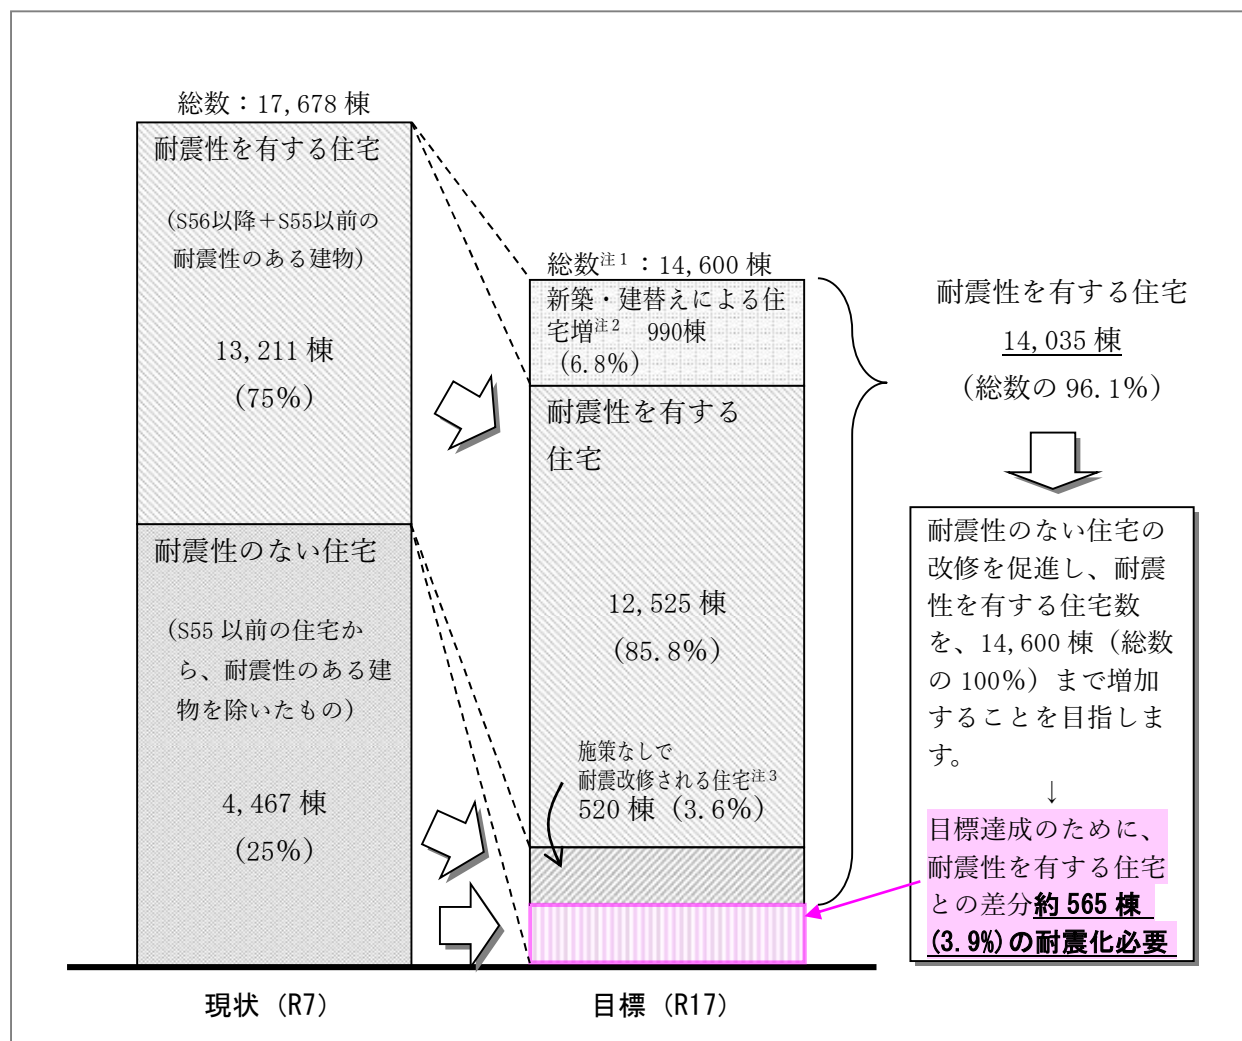 総数：17,678 棟
耐震性を有する住宅
（S56以降＋S55以前の
耐震性のある建物）
13,211 棟
（75％）
耐震性のない住宅
（S55 以前の住宅か
ら、耐震性のある建
物を除いたもの）
4,467 棟
（25％）
現状（R7）
総数注１：14,600 棟
新築・建替えによる住
宅増注２　990棟
（6.8％）
耐震性を有する
住宅
12,525 棟
（85.8％）
施策なしで
耐震改修される住宅注３
520 棟（3.6％）
目標（R17）
耐震性を有する住宅
14,035 棟
（総数の 96.1％）
耐震性のない住宅の
改修を促進し、耐震
性を有する住宅数
を、14,600 棟（総数
の 100％）まで増加
することを目指しま
す。
↓
目標達成のために、
耐震性を有する住宅
との差分約 565 棟
(3.9%)の耐震化必要